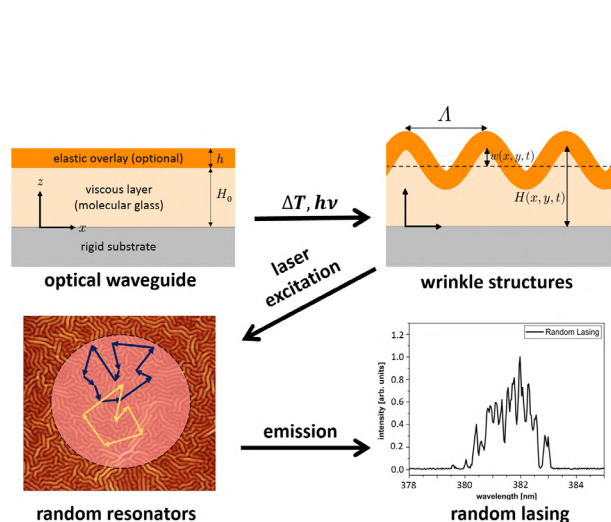 elastic overlay (optional)
h
z
viscous layer
(molecular glass)
H₀
x
rigid substrate
optical waveguide
ΔT, hν
Λ
w(x, y, t)
H(x, y, t)
wrinkle structures
laser
excitation
random resonators
emission
Random Lasing
intensity [arb. units]
1.2
1.0
0.8
0.6
0.4
0.2
0.0
378 380 382 384
wavelength [nm]
random lasing